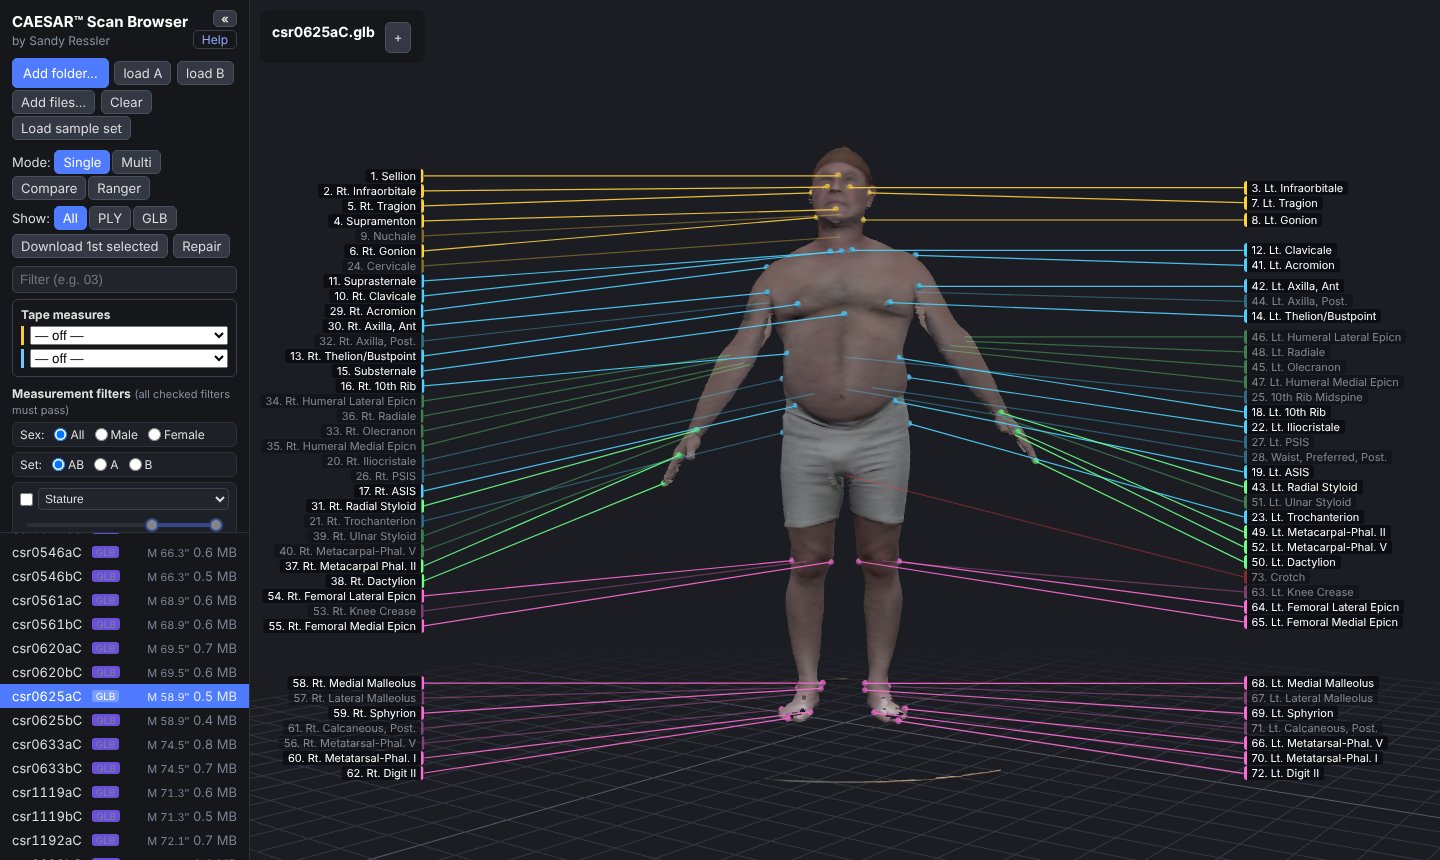 CAESAR™ Scan Browser
«
by Sandy Ressler
Help
Add folder...
load A
load B
Add files...
Clear
Load sample set
Mode: Single Multi
Compare Ranger
Show: All PLY GLB
Download 1st selected
Repair
Filter (e.g. 03)
Tape measures
— off —
— off —
Measurement filters (all checked filters
must pass)
Sex: All Male Female
Set: AB A B
Stature
csr0546aC GLB M 66.3″ 0.6 MB
csr0546bC GLB M 66.3″ 0.5 MB
csr0561aC GLB M 68.9″ 0.6 MB
csr0561bC GLB M 68.9″ 0.6 MB
csr0620aC GLB M 69.5″ 0.7 MB
csr0620bC GLB M 69.5″ 0.6 MB
csr0625aC GLB M 58.9″ 0.5 MB
csr0625bC GLB M 58.9″ 0.4 MB
csr0633aC GLB M 74.5″ 0.8 MB
csr0633bC GLB M 74.5″ 0.7 MB
csr1119aC GLB M 71.3″ 0.6 MB
csr1119bC GLB M 71.3″ 0.5 MB
csr1192aC GLB M 72.1″ 0.7 MB
csr0625aC.glb
+
1. Sellion
2. Rt. Infraorbitale
5. Rt. Tragion
4. Supramenton
9. Nuchale
6. Rt. Gonion
24. Cervicale
11. Suprasternale
10. Rt. Clavicale
29. Rt. Acromion
30. Rt. Axilla, Ant
32. Rt. Axilla, Post.
13. Rt. Thelion/Bustpoint
15. Substernale
16. Rt. 10th Rib
34. Rt. Humeral Lateral Epicn
36. Rt. Radiale
33. Rt. Olecranon
35. Rt. Humeral Medial Epicn
20. Rt. Iliocristale
26. Rt. PSIS
17. Rt. ASIS
31. Rt. Radial Styloid
21. Rt. Trochanterion
39. Rt. Ulnar Styloid
40. Rt. Metacarpal-Phal. V
37. Rt. Metacarpal Phal. II
38. Rt. Dactylion
54. Rt. Femoral Lateral Epicn
53. Rt. Knee Crease
55. Rt. Femoral Medial Epicn
58. Rt. Medial Malleolus
57. Rt. Lateral Malleolus
59. Rt. Sphyrion
61. Rt. Calcaneous, Post.
56. Rt. Metatarsal-Phal. V
60. Rt. Metatarsal-Phal. I
62. Rt. Digit II
3. Lt. Infraorbitale
7. Lt. Tragion
8. Lt. Gonion
12. Lt. Clavicale
41. Lt. Acromion
42. Lt. Axilla, Ant
44. Lt. Axilla, Post.
14. Lt. Thelion/Bustpoint
46. Lt. Humeral Lateral Epicn
48. Lt. Radiale
45. Lt. Olecranon
47. Lt. Humeral Medial Epicn
25. 10th Rib Midspine
18. Lt. 10th Rib
22. Lt. Iliocristale
27. Lt. PSIS
28. Waist, Preferred, Post.
19. Lt. ASIS
43. Lt. Radial Styloid
51. Lt. Ulnar Styloid
23. Lt. Trochanterion
49. Lt. Metacarpal-Phal. II
52. Lt. Metacarpal-Phal. V
50. Lt. Dactylion
73. Crotch
63. Lt. Knee Crease
64. Lt. Femoral Lateral Epicn
65. Lt. Femoral Medial Epicn
68. Lt. Medial Malleolus
67. Lt. Lateral Malleolus
69. Lt. Sphyrion
71. Lt. Calcaneous, Post.
66. Lt. Metatarsal-Phal. V
70. Lt. Metatarsal-Phal. I
72. Lt. Digit II